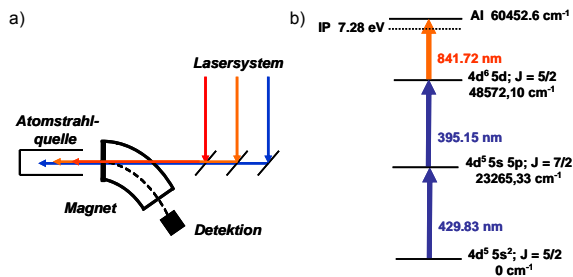 a)
Lasersystem
Atomstrahl-
quelle
Magnet
Detektion
b)
AI 60452.6 cm⁻¹
IP 7.28 eV
841.72 nm
4d⁶ 5d; J = 5/2
48572,10 cm⁻¹
395.15 nm
4d⁵ 5s 5p; J = 7/2
23265,33 cm⁻¹
429.83 nm
4d⁵ 5s²; J = 5/2
0 cm⁻¹